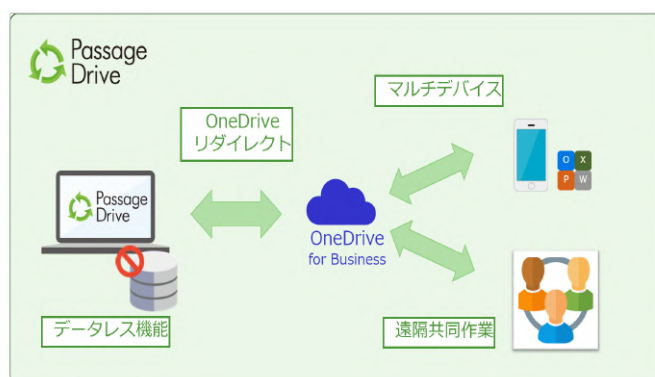 Passage
Drive
マルチデバイス
OneDrive
リダイレクト
Passage
Drive
O X
P W
OneDrive
for Business
データレス機能
遠隔共同作業